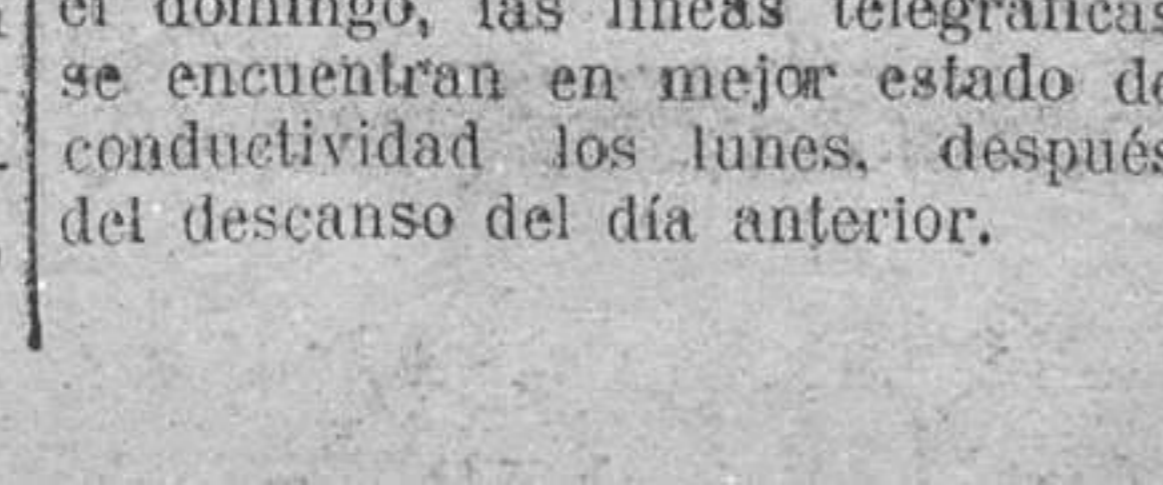 el domingo, las líneas telegráficas
se encuentran en mejor estado de
conductividad los lunes, después
del descanso del día anterior.